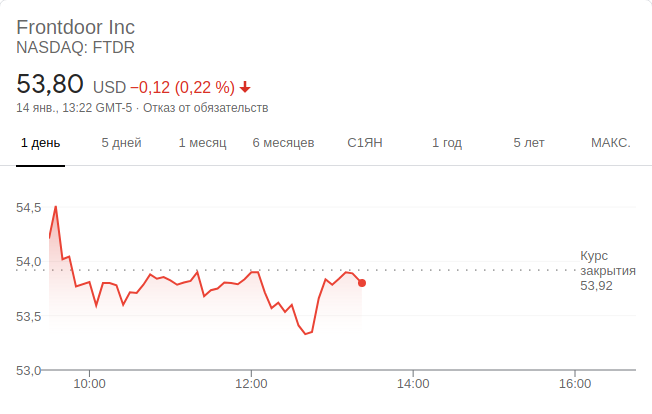 Frontdoor Inc
NASDAQ: FTDR
53,80 USD −0,12 (0,22 %)
14 янв., 13:22 GMT-5 · Отказ от обязательств
1 день 5 дней 1 месяц 6 месяцев С1ЯН 1 год 5 лет МАКС.
54,5
54,0
53,5
53,0
Курс
закрытия
53,92
10:00 12:00 14:00 16:00